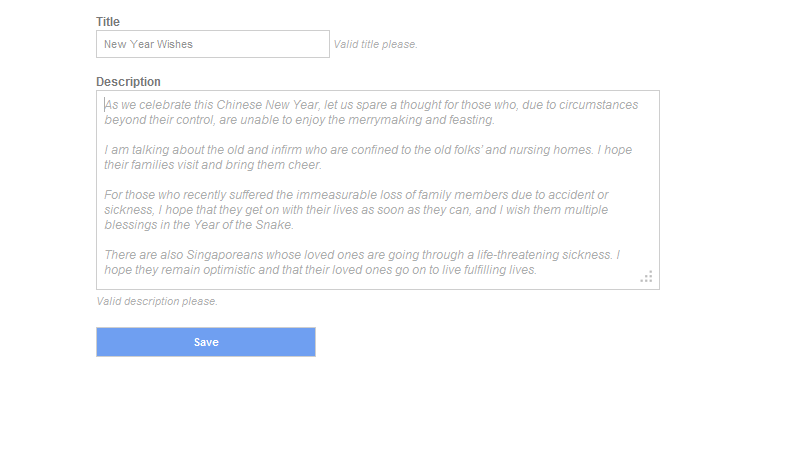 Title
New Year Wishes Valid title please.
Description
As we celebrate this Chinese New Year, let us spare a thought for those who, due to circumstances
beyond their control, are unable to enjoy the merrymaking and feasting.
I am talking about the old and infirm who are confined to the old folks' and nursing homes. I hope
their families visit and bring them cheer.
For those who recently suffered the immeasurable loss of family members due to accident or
sickness, I hope that they get on with their lives as soon as they can, and I wish them multiple
blessings in the Year of the Snake.
There are also Singaporeans whose loved ones are going through a life-threatening sickness. I
hope they remain optimistic and that their loved ones go on to live fulfilling lives.
Valid description please.
Save